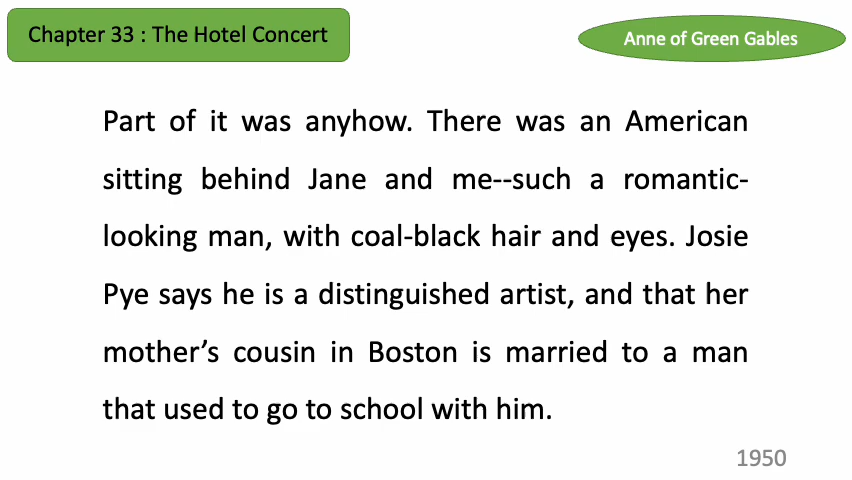 Chapter 33 : The Hotel Concert
Anne of Green Gables
Part of it was anyhow. There was an American
sitting behind Jane and me--such a romantic-
looking man, with coal-black hair and eyes. Josie
Pye says he is a distinguished artist, and that her
mother’s cousin in Boston is married to a man
that used to go to school with him.
1950